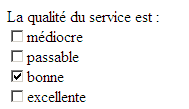 La qualité du service est :
médiocre
passable
bonne
excellente